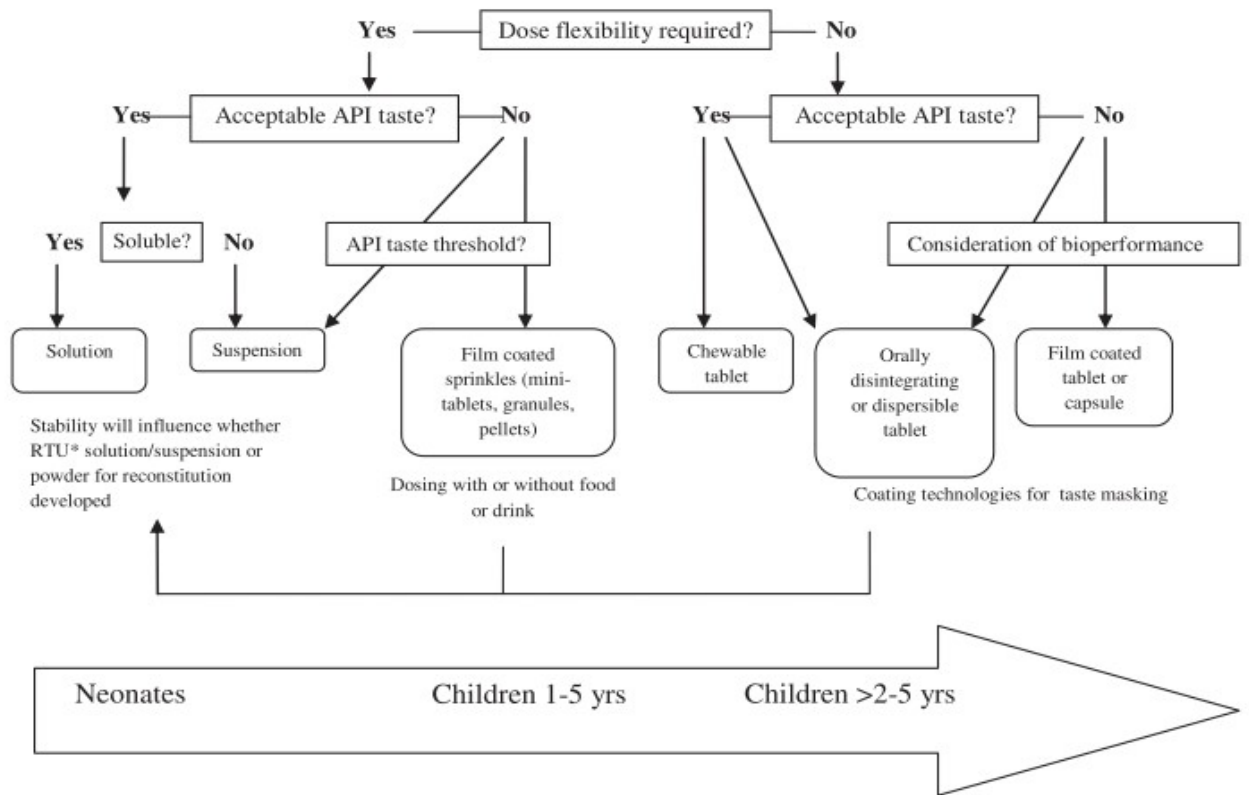 Yes
Dose flexibility required?
No
Yes
Acceptable API taste?
No
Yes
Acceptable API taste?
No
Yes
Soluble?
No
API taste threshold?
Consideration of bioperformance
Solution
Suspension
Film coated
sprinkles (mini-
tablets, granules,
pellets)
Chewable
tablet
Orally
disintegrating
or dispersible
tablet
Film coated
tablet or
capsule
Stability will influence whether
RTU* solution/suspension or
powder for reconstitution
developed
Dosing with or without food
or drink
Coating technologies for taste masking
Neonates
Children 1-5 yrs
Children >2-5 yrs